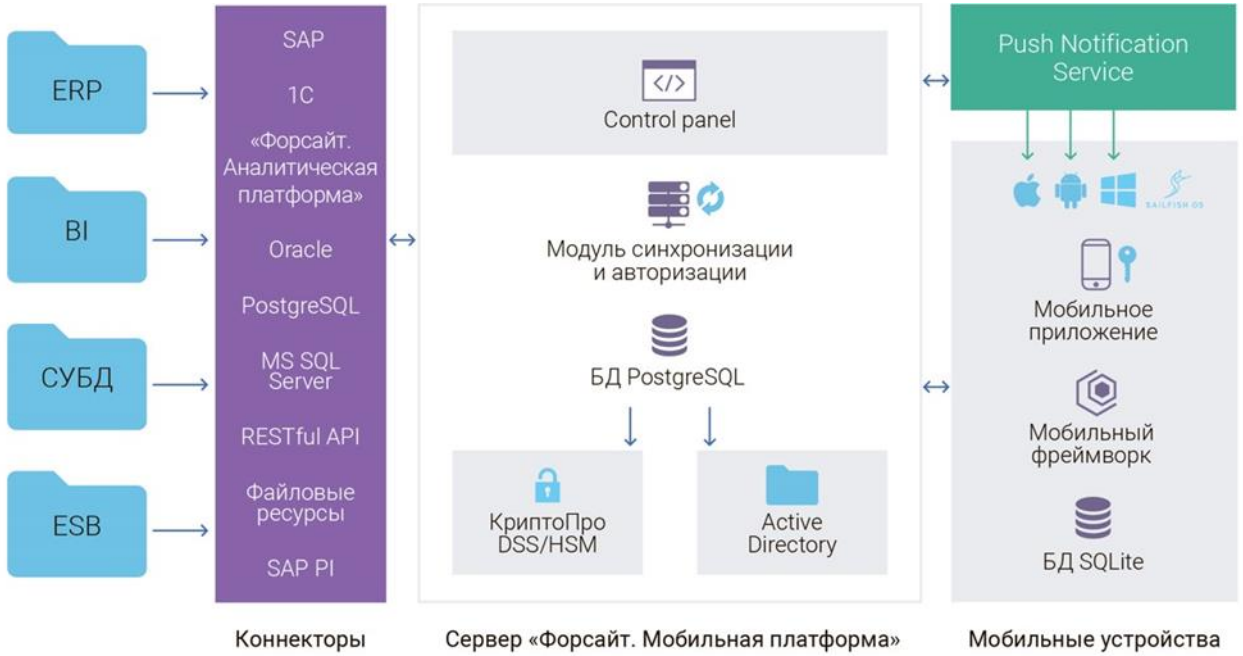 ERP
BI
СУБД
ESB
SAP
1С
«Форсайт.
Аналитическая
платформа»
Oracle
PostgreSQL
MS SQL
Server
RESTful API
Файловые
ресурсы
SAP PI
Коннекторы
</>
Control panel
Модуль синхронизации
и авторизации
БД PostgreSQL
КриптоПро
DSS/HSM
Active
Directory
Сервер «Форсайт. Мобильная платформа»
Push Notification
Service
SAILFISH OS
Мобильное
приложение
Мобильный
фреймворк
БД SQLite
Мобильные устройства